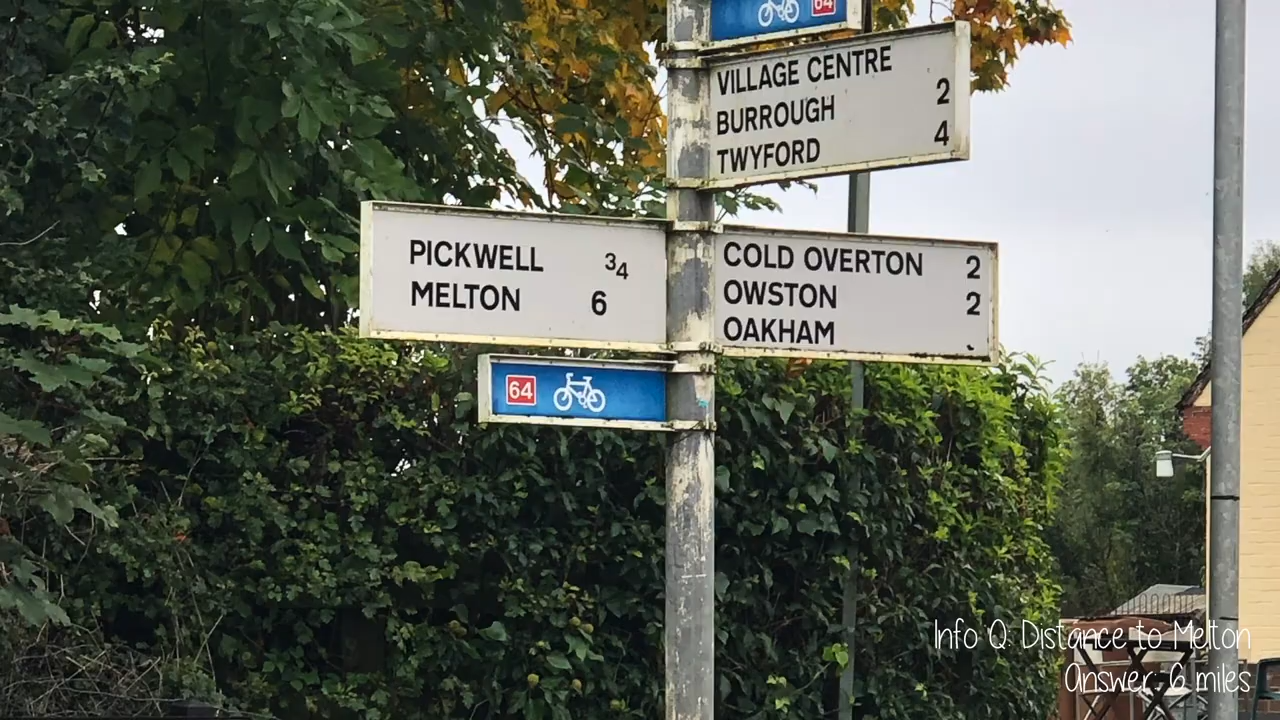 64
VILLAGE CENTRE
BURROUGH 2
TWYFORD 4
PICKWELL 3/4
MELTON 6
COLD OVERTON 2
OWSTON 2
OAKHAM
64
Info Q: Distance to Melton
Answer: 6 miles